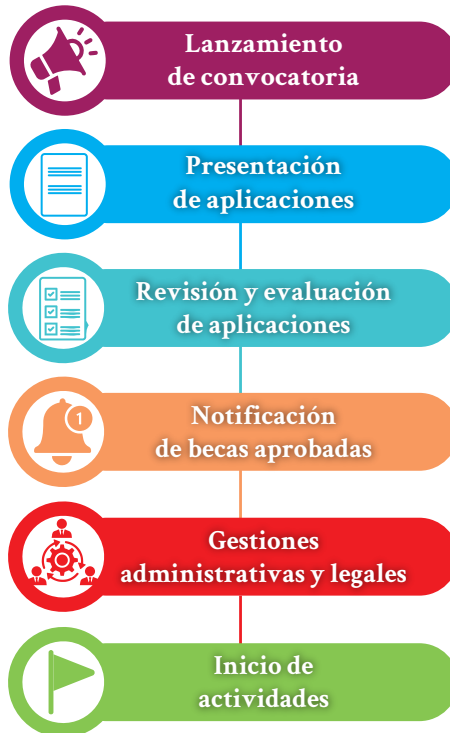 Lanzamiento
de convocatoria
Presentación
de aplicaciones
Revisión y evaluación
de aplicaciones
1
Notificación
de becas aprobadas
Gestiones
administrativas y legales
Inicio de
actividades